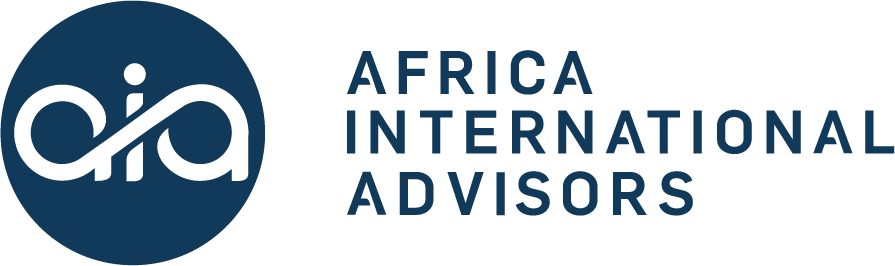 aia
AFRICA
INTERNATIONAL
ADVISORS